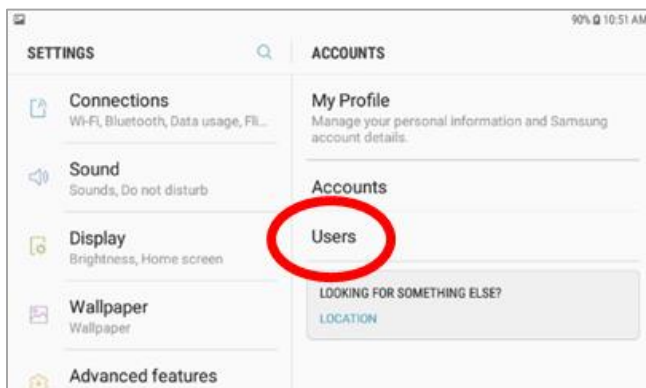 90% 10:51 AM
SETTINGS
Connections
Wi-Fi, Bluetooth, Data usage, Fli...
Sound
Sounds, Do not disturb
Display
Brightness, Home screen
Wallpaper
Wallpaper
Advanced features
ACCOUNTS
My Profile
Manage your personal information and Samsung
account details.
Accounts
Users
LOOKING FOR SOMETHING ELSE?
LOCATION